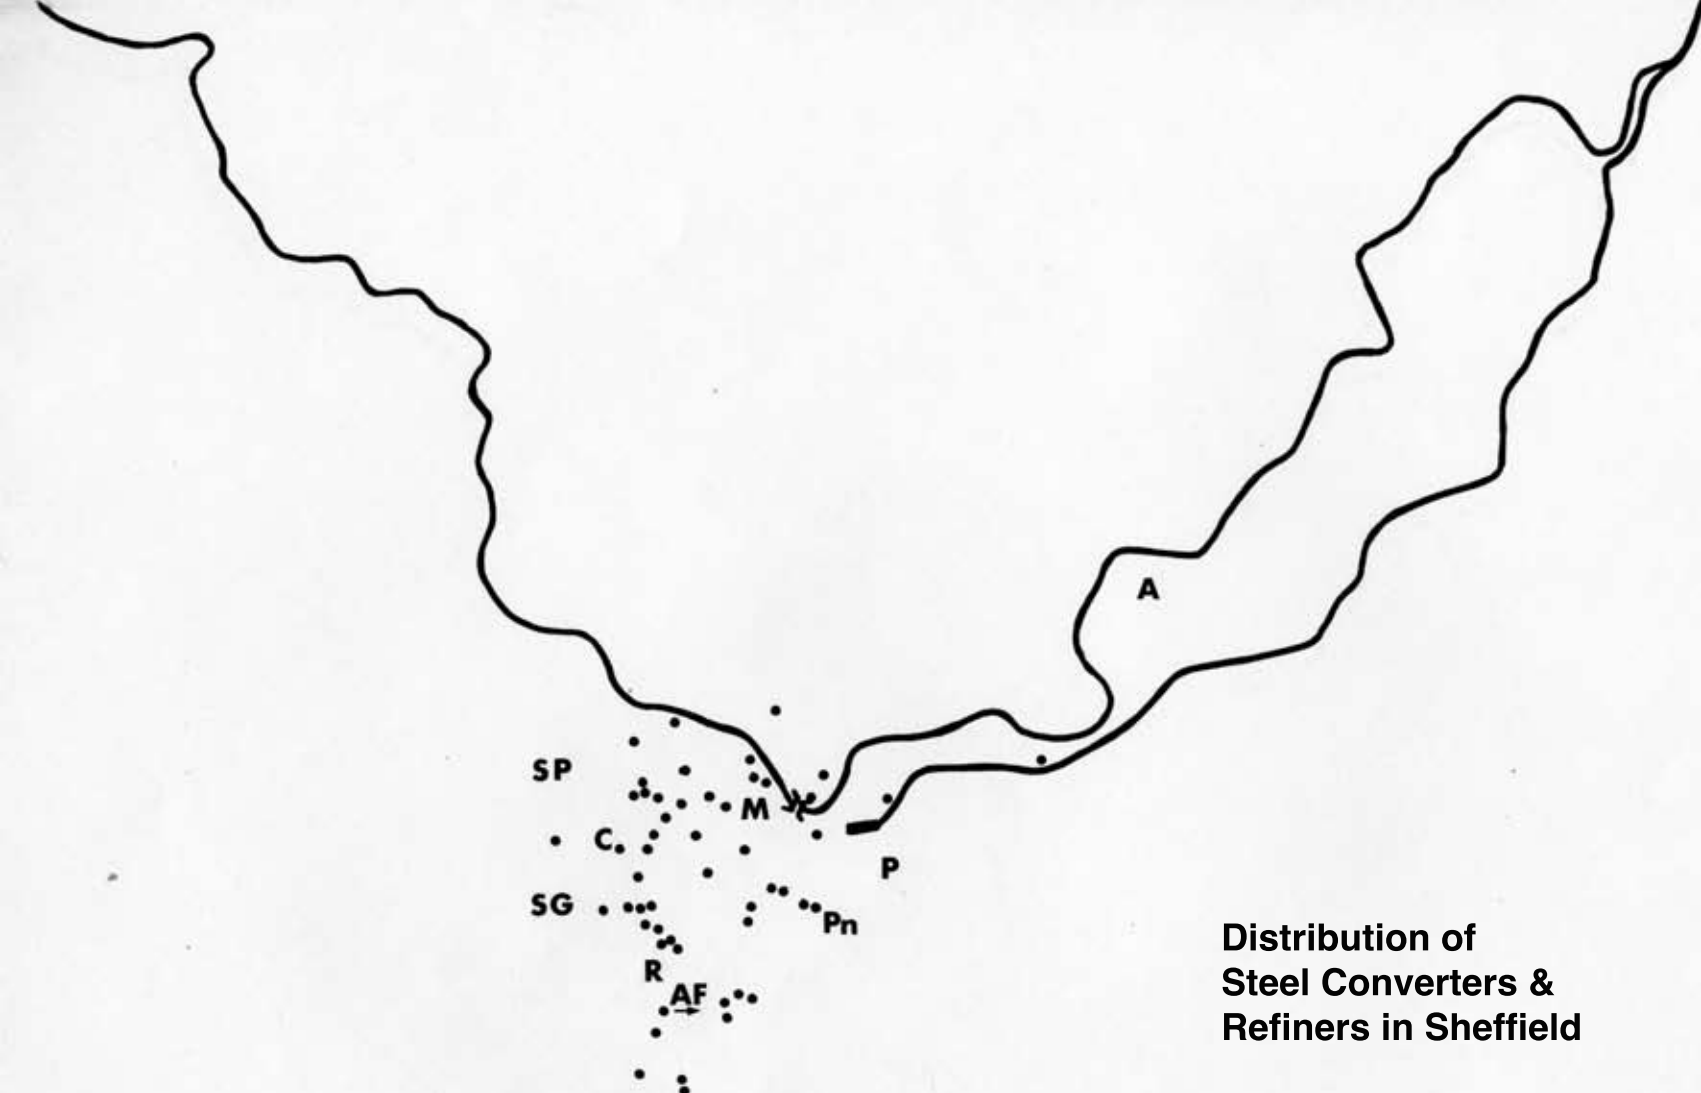 A
SP
M
C
P
SG
Pn
R
AF
Distribution of
Steel Converters &
Refiners in Sheffield